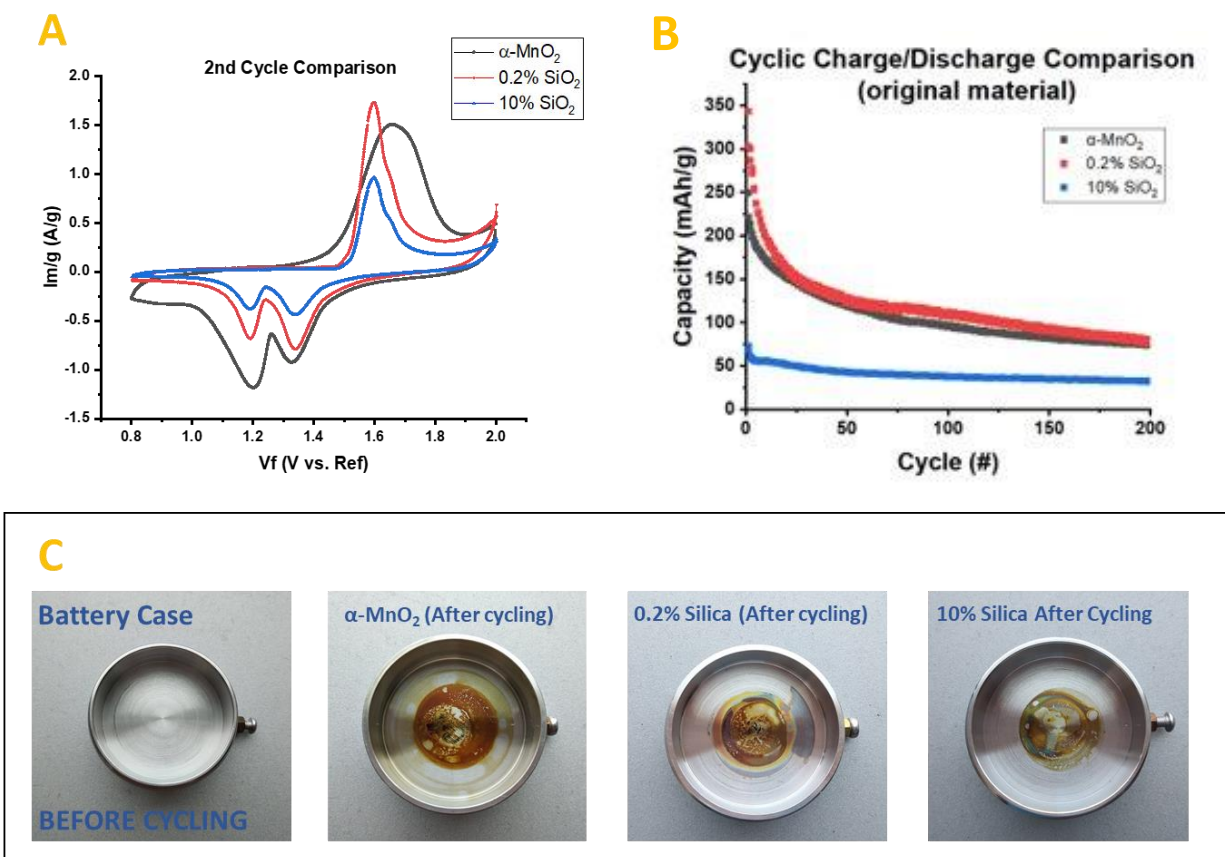 A
α-MnO₂
0.2% SiO₂
10% SiO₂
2nd Cycle Comparison
2.0
1.5
1.0
0.5
0.0
-0.5
-1.0
-1.5
Im/g (A/g)
0.8 1.0 1.2 1.4 1.6 1.8 2.0
Vf (V vs. Ref)
B
Cyclic Charge/Discharge Comparison
(original material)
α-MnO₂
0.2% SiO₂
10% SiO₂
350
300
250
200
150
100
50
0
Capacity (mAh/g)
0 50 100 150 200
Cycle (#)
C
Battery Case
BEFORE CYCLING
α-MnO₂ (After cycling)
0.2% Silica (After cycling)
10% Silica After Cycling